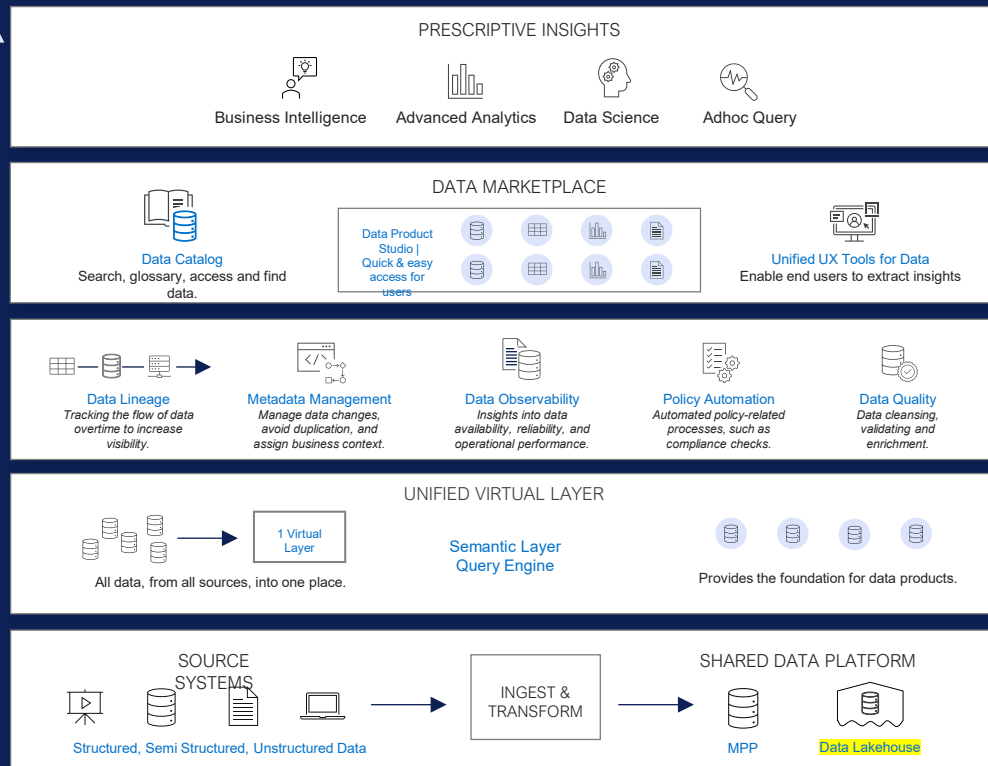 PRESCRIPTIVE INSIGHTS
Business Intelligence
Advanced Analytics
Data Science
Adhoc Query
DATA MARKETPLACE
Data Catalog
Search, glossary, access and find
data.
Data Product
Studio |
Quick & easy
access for
users
Unified UX Tools for Data
Enable end users to extract insights
Data Lineage
Tracking the flow of data
overtime to increase
visibility.
Metadata Management
Manage data changes,
avoid duplication, and
assign business context.
Data Observability
Insights into data
availability, reliability, and
operational performance.
Policy Automation
Automated policy-related
processes, such as
compliance checks.
Data Quality
Data cleansing,
validating and
enrichment.
UNIFIED VIRTUAL LAYER
1 Virtual
Layer
All data, from all sources, into one place.
Semantic Layer
Query Engine
Provides the foundation for data products.
SOURCE
SYSTEMS
Structured, Semi Structured, Unstructured Data
INGEST &
TRANSFORM
SHARED DATA PLATFORM
MPP
Data Lakehouse